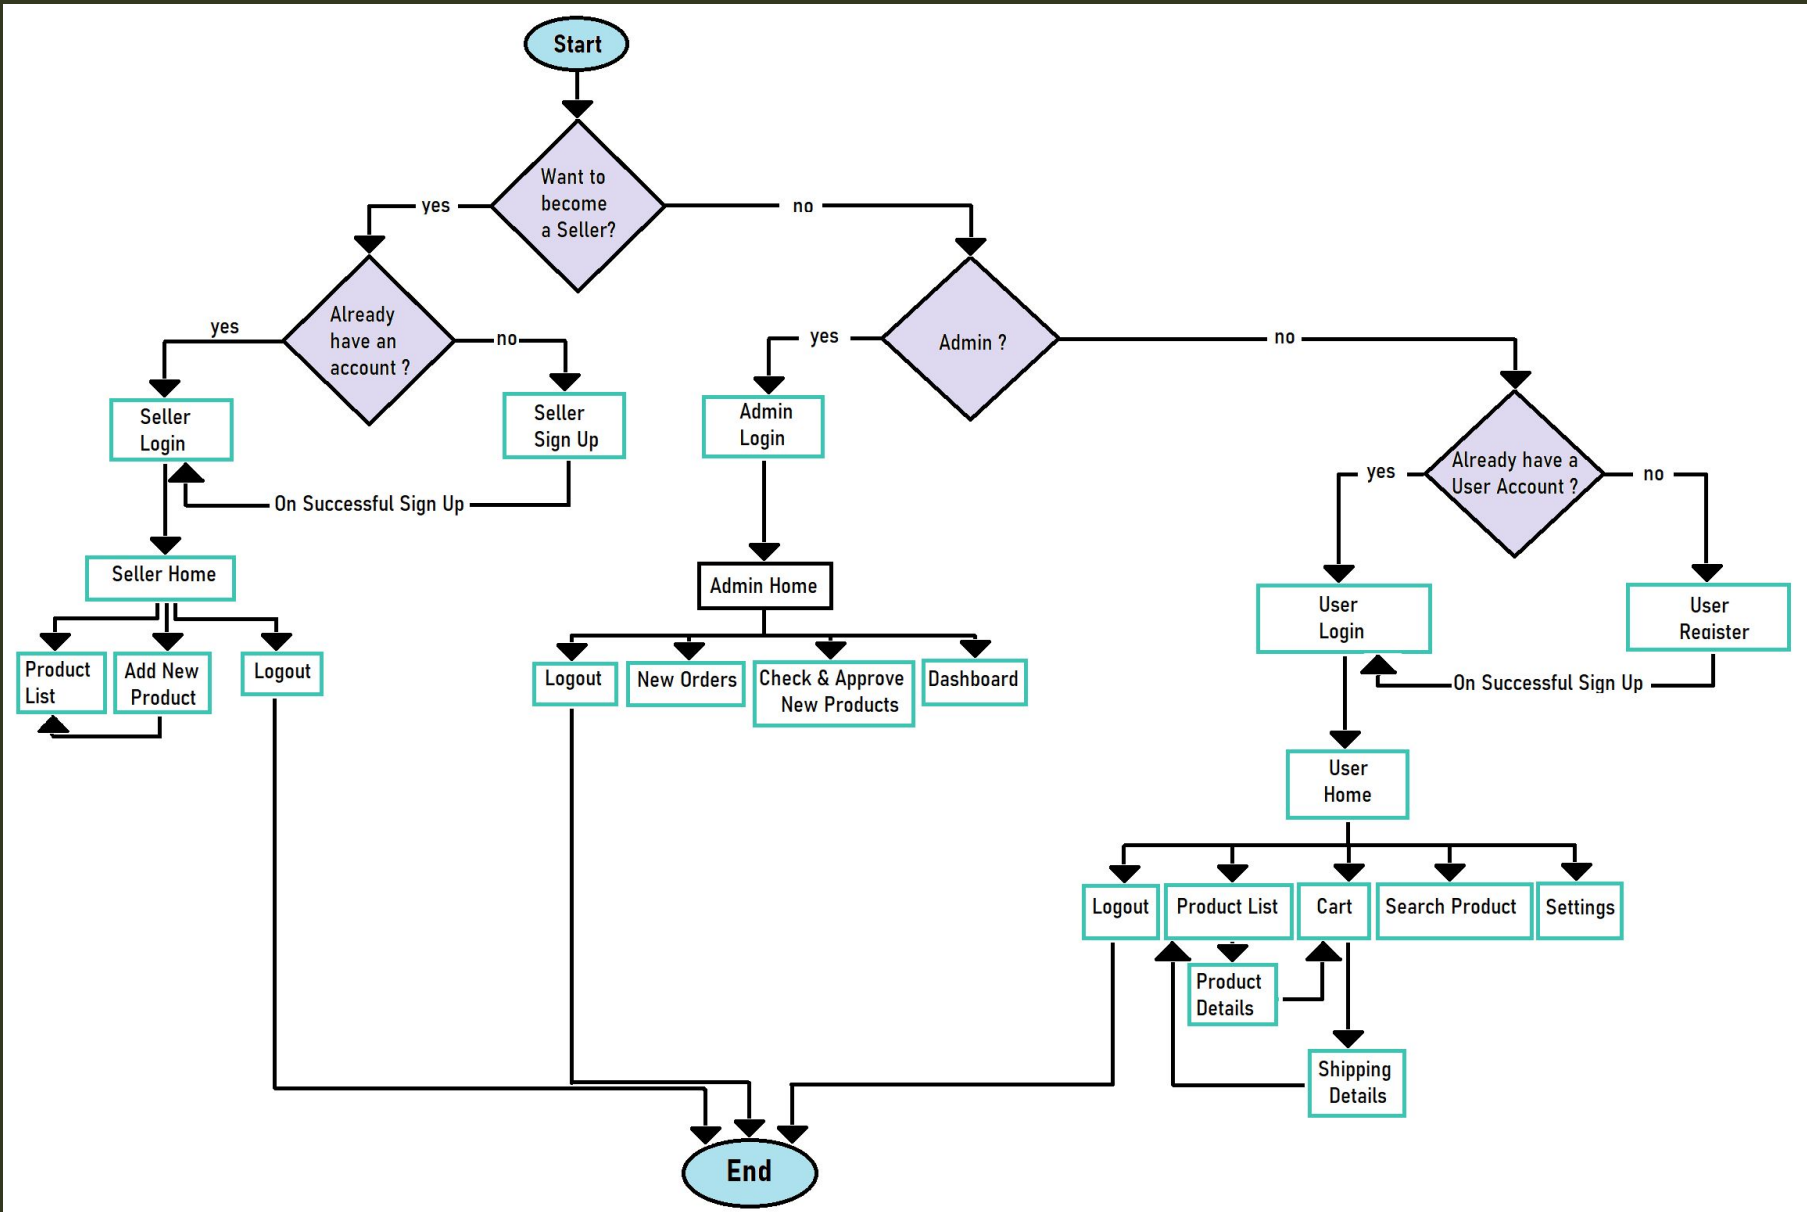 Start
Want to
become
a Seller?
yes
no
Already
have an
account ?
yes
no
Admin ?
yes
no
Seller
Login
Seller
Sign Up
Admin
Login
Already have a
User Account ?
yes
no
On Successful Sign Up
Seller Home
Admin Home
User
Login
User
Register
On Successful Sign Up
Product
List
Add New
Product
Logout
Logout
New Orders
Check & Approve
New Products
Dashboard
User
Home
Logout
Product List
Cart
Search Product
Settings
Product
Details
Shipping
Details
End